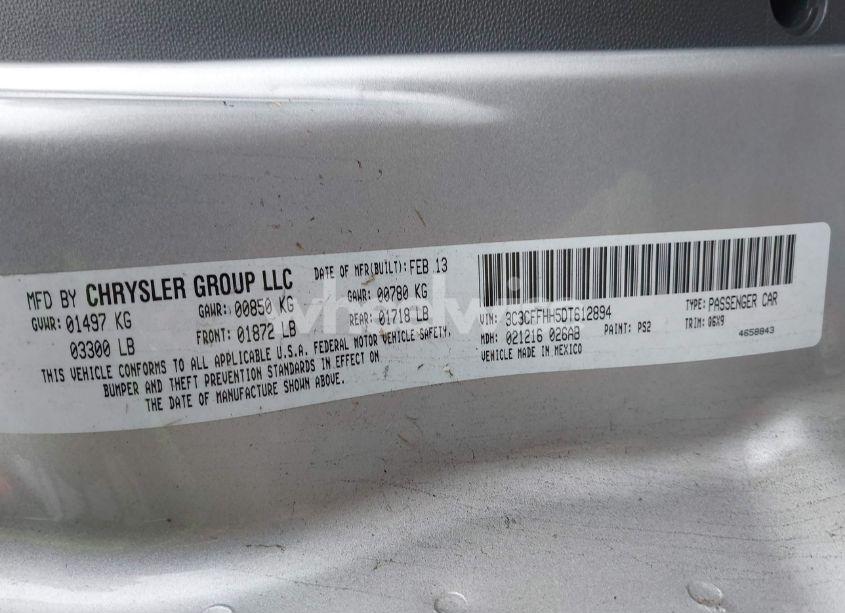 MFD BY CHRYSLER GROUP LLC DATE OF MFR(BUILT): FEB 13
GVWR: 01497 KG GAWR: 00850 KG GAWR: 00780 KG
03300 LB FRONT: 01872 LB REAR: 01718 LB
THIS VEHICLE CONFORMS TO ALL APPLICABLE U.S.A. FEDERAL MOTOR VEHICLE SAFETY,
BUMPER AND THEFT PREVENTION STANDARDS IN EFFECT ON
THE DATE OF MANUFACTURE SHOWN ABOVE.
VIN: 3C3CFFHH5DT612894 TYPE: PASSENGER CAR
MDH: 021216 026AB PAINT: PS2 TRIM: Q6X9
VEHICLE MADE IN MEXICO 4658843